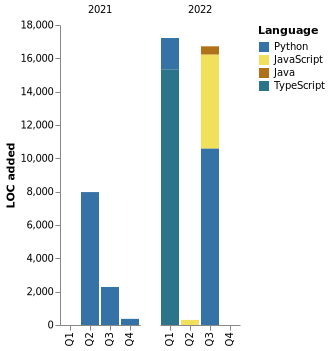 2021 2022
Language
Python
JavaScript
Java
TypeScript
LOC added
18,000
16,000
14,000
12,000
10,000
8,000
6,000
4,000
2,000
0
Q1 Q2 Q3 Q4 Q1 Q2 Q3 Q4